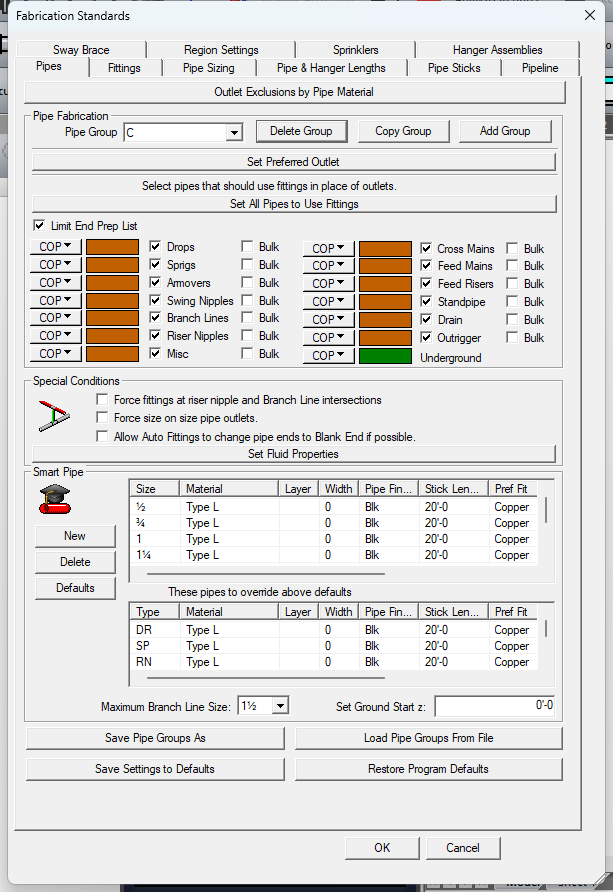 Fabrication Standards
Sway Brace Region Settings Sprinklers Hanger Assemblies
Pipes Fittings Pipe Sizing Pipe & Hanger Lengths Pipe Sticks Pipeline
Outlet Exclusions by Pipe Material
Pipe Fabrication
Pipe Group C Delete Group Copy Group Add Group
Set Preferred Outlet
Select pipes that should use fittings in place of outlets.
Set All Pipes to Use Fittings
Limit End Prep List
COP Drops Bulk COP Cross Mains Bulk
COP Sprigs Bulk COP Feed Mains Bulk
COP Armovers Bulk COP Feed Risers Bulk
COP Swing Nipples Bulk COP Standpipe Bulk
COP Branch Lines Bulk COP Drain Bulk
COP Riser Nipples Bulk COP Outrigger Bulk
COP Misc Bulk COP Underground
Special Conditions
Force fittings at riser nipple and Branch Line intersections
Force size on size pipe outlets.
Allow Auto Fittings to change pipe ends to Blank End if possible.
Set Fluid Properties
Smart Pipe
New
Delete
Defaults
Size Material Layer Width Pipe Fin... Stick Len... Pref Fit
½ Type L 0 Blk 20'-0 Copper
¾ Type L 0 Blk 20'-0 Copper
1 Type L 0 Blk 20'-0 Copper
1¼ Type L 0 Blk 20'-0 Copper
These pipes to override above defaults
Type Material Layer Width Pipe Fin... Stick Len... Pref Fit
DR Type L 0 Blk 20'-0 Copper
SP Type L 0 Blk 20'-0 Copper
RN Type L 0 Blk 20'-0 Copper
Maximum Branch Line Size: 1½ Set Ground Start z: 0'-0
Save Pipe Groups As Load Pipe Groups From File
Save Settings to Defaults Restore Program Defaults
OK Cancel